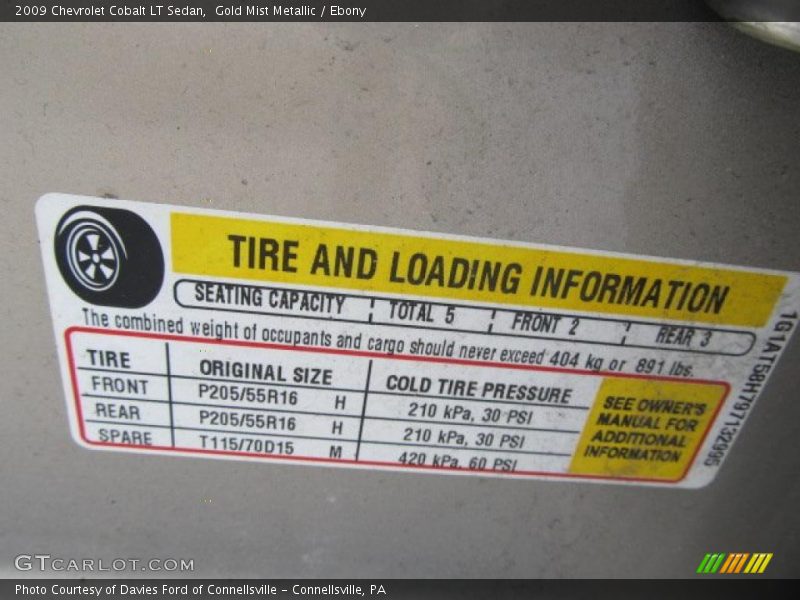 2009 Chevrolet Cobalt LT Sedan, Gold Mist Metallic / Ebony
TIRE AND LOADING INFORMATION
SEATING CAPACITY TOTAL 5 FRONT 2 REAR 3
The combined weight of occupants and cargo should never exceed 404 kg or 891 lbs.
TIRE ORIGINAL SIZE COLD TIRE PRESSURE
FRONT P205/55R16 H 210 kPa, 30 PSI
REAR P205/55R16 H 210 kPa, 30 PSI
SPARE T115/70D15 M 420 kPa, 60 PSI
SEE OWNER'S
MANUAL FOR
ADDITIONAL
INFORMATION
1G1AT58H797132995
GTCARLOT.COM
Photo Courtesy of Davies Ford of Connellsville - Connellsville, PA